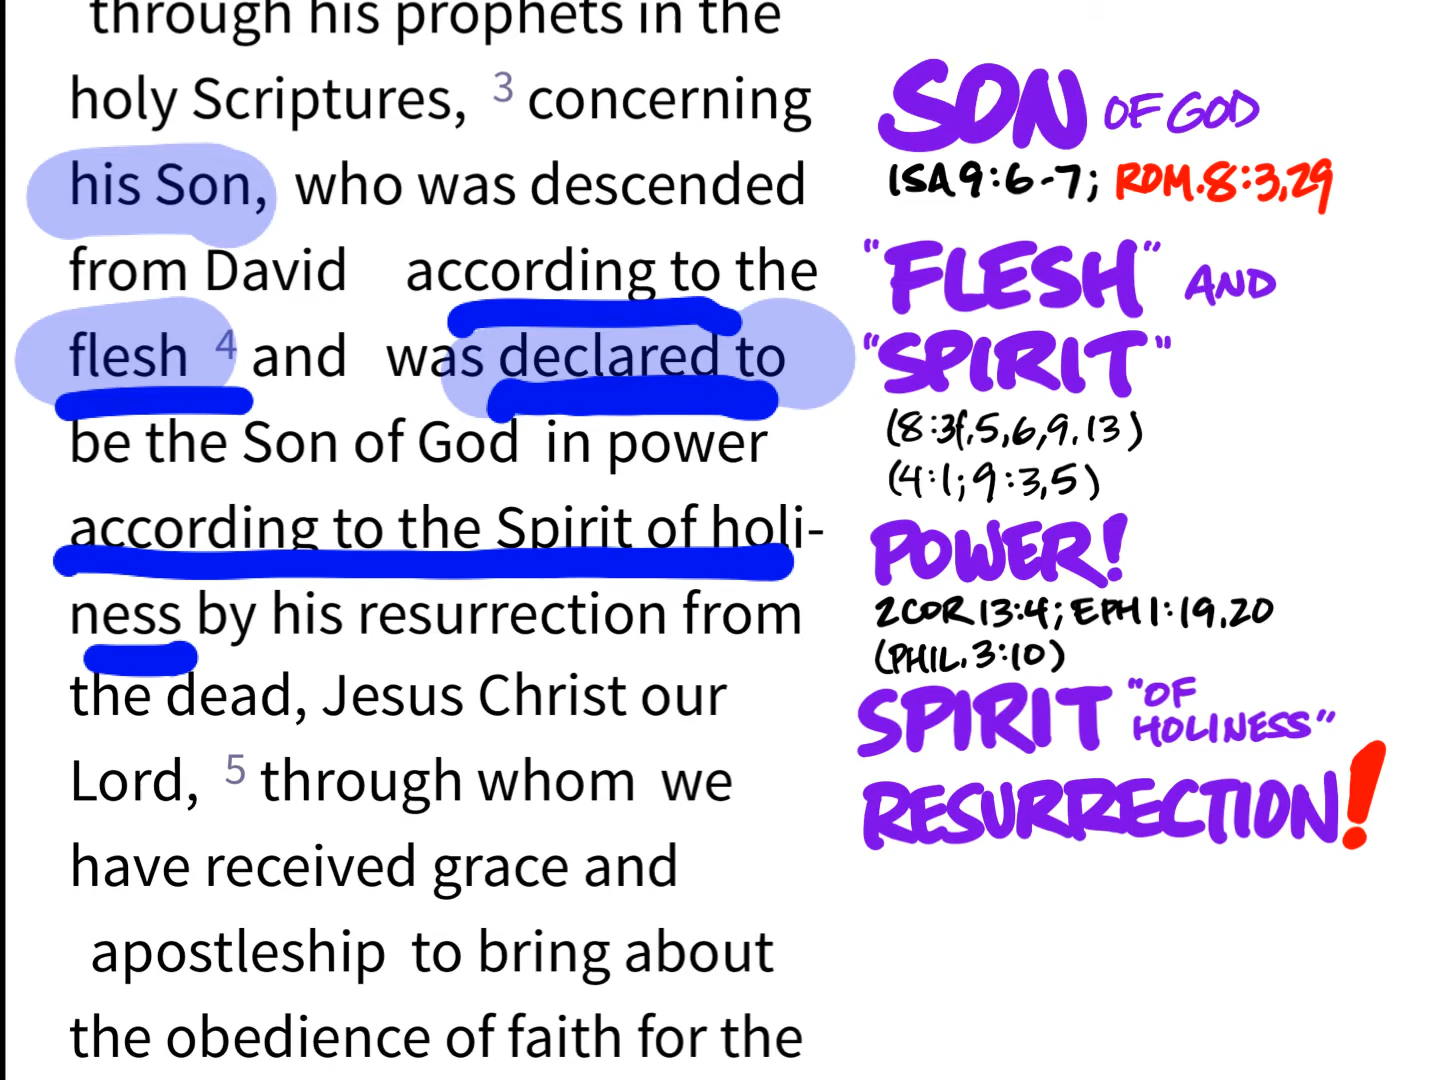 through his prophets in the
holy Scriptures, 3 concerning
his Son, who was descended
from David according to the
flesh 4 and was declared to
be the Son of God in power
according to the Spirit of holi-
ness by his resurrection from
the dead, Jesus Christ our
Lord, 5 through whom we
have received grace and
apostleship to bring about
the obedience of faith for the
SON OF GOD
ISA 9:6-7; ROM. 8:3,29
"FLESH" AND
"SPIRIT"
(8:3f,5,6,9,13)
(4:1; 9:3,5)
POWER!
2 COR 13:4; EPH 1:19,20
(PHIL. 3:10)
SPIRIT "OF
HOLINESS"
RESURRECTION!